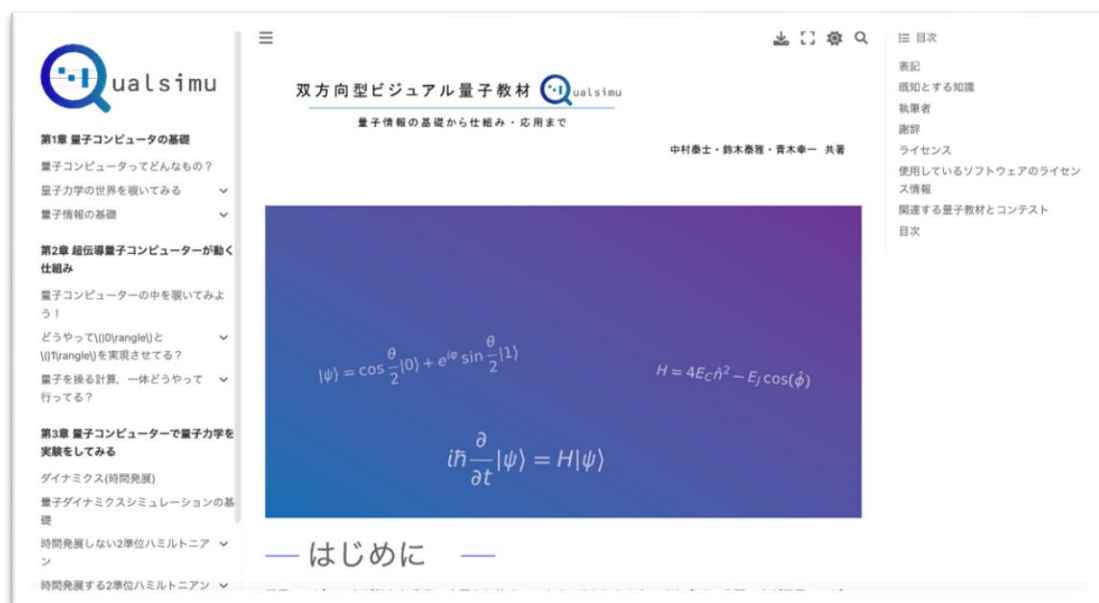 ualsimu
第1章 量子コンピュータの基礎
量子コンピュータってどんなもの？
量子力学の世界を覗いてみる
量子情報の基礎
第2章 超伝導量子コンピューターが動く
仕組み
量子コンピューターの中を覗いてみよ
う！
どうやって\(|0\rangle\)と
\(|1\rangle\)を実現させてる？
量子を操る計算、一体どうやって
行ってる？
第3章 量子コンピューターで量子力学を
実験をしてみる
ダイナミクス(時間発展)
量子ダイナミクスシミュレーションの基
礎
時間発展しない2準位ハミルトニア
ン
時間発展する2準位ハミルトニアン
双方向型ビジュアル量子教材 ualsimu
量子情報の基礎から仕組み・応用まで
中村泰士・鈴木泰雅・青木幸一 共著
|ψ⟩ = cos θ/2 |0⟩ + e^{iφ} sin θ/2 |1⟩
H = 4E_C n̂² − E_J cos(φ̂)
iħ ∂/∂t |ψ⟩ = H|ψ⟩
はじめに
目次
表記
既知とする知識
執筆者
謝辞
ライセンス
使用しているソフトウェアのライセン
ス情報
関連する量子教材とコンテスト
目次